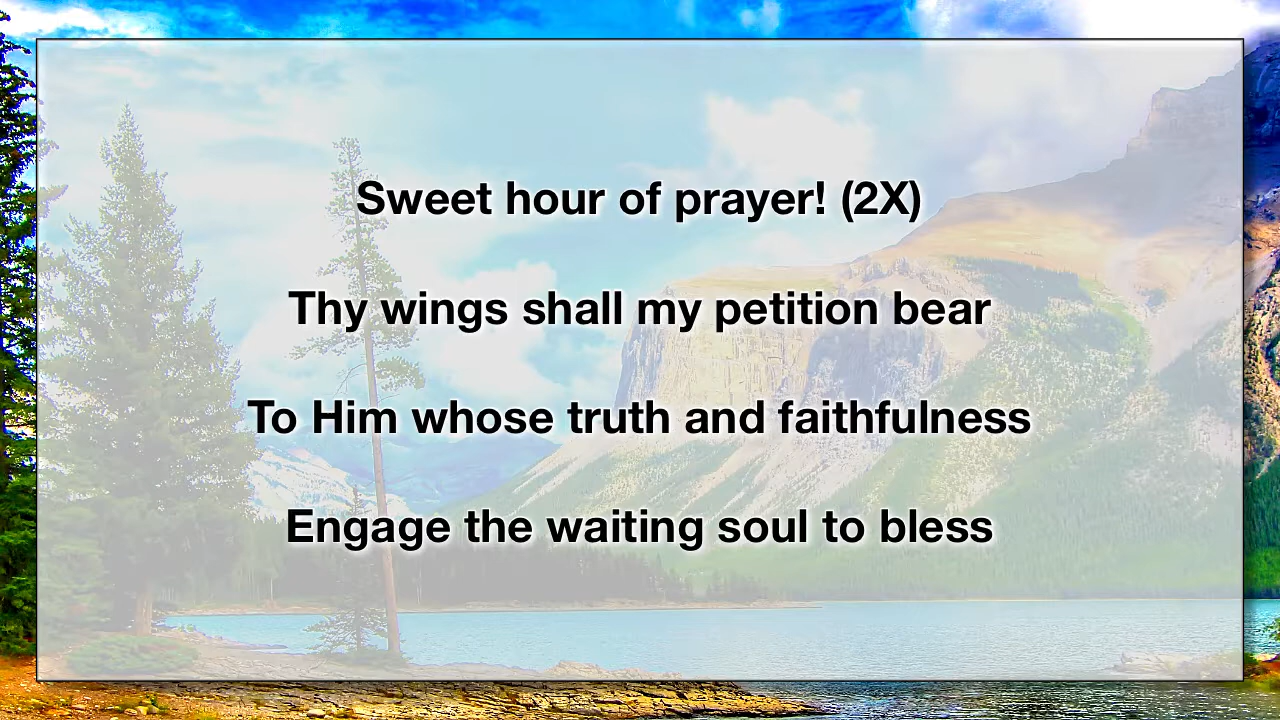 Sweet hour of prayer! (2X)
Thy wings shall my petition bear
To Him whose truth and faithfulness
Engage the waiting soul to bless